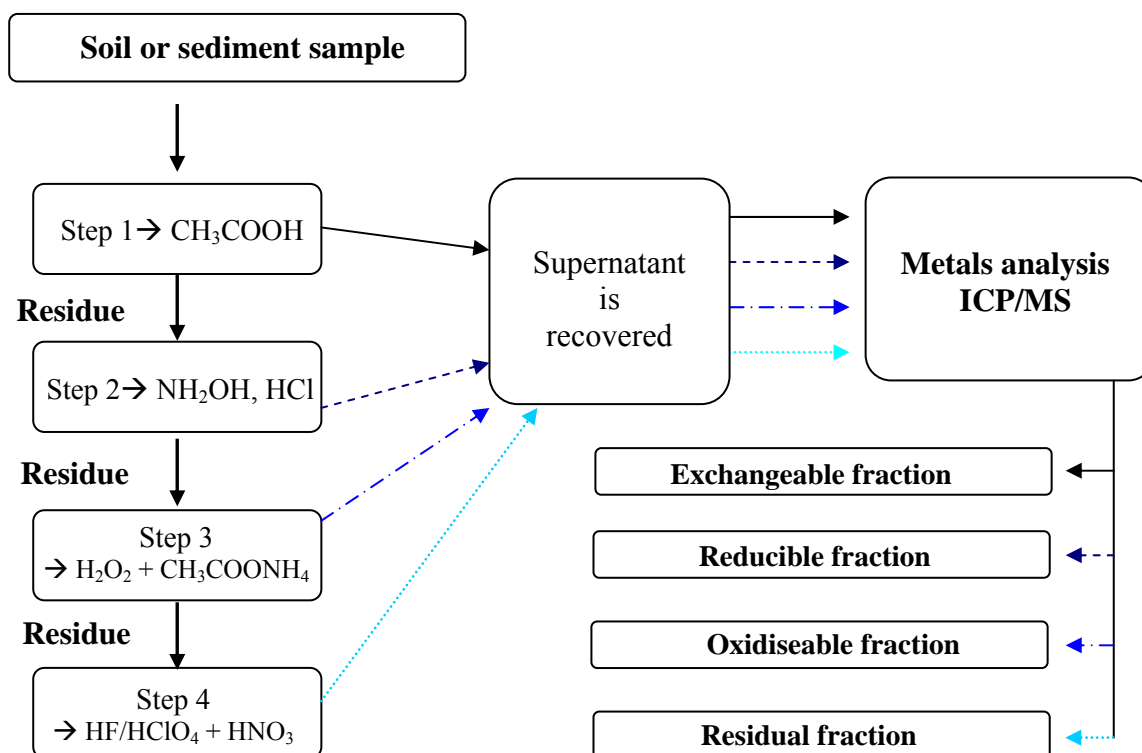 Soil or sediment sample
Step 1→ CH₃COOH
Residue
Step 2→ NH₂OH, HCl
Residue
Step 3
→ H₂O₂ + CH₃COONH₄
Residue
Step 4
→ HF/HClO₄ + HNO₃
Supernatant
is
recovered
Metals analysis
ICP/MS
Exchangeable fraction
Reducible fraction
Oxidiseable fraction
Residual fraction